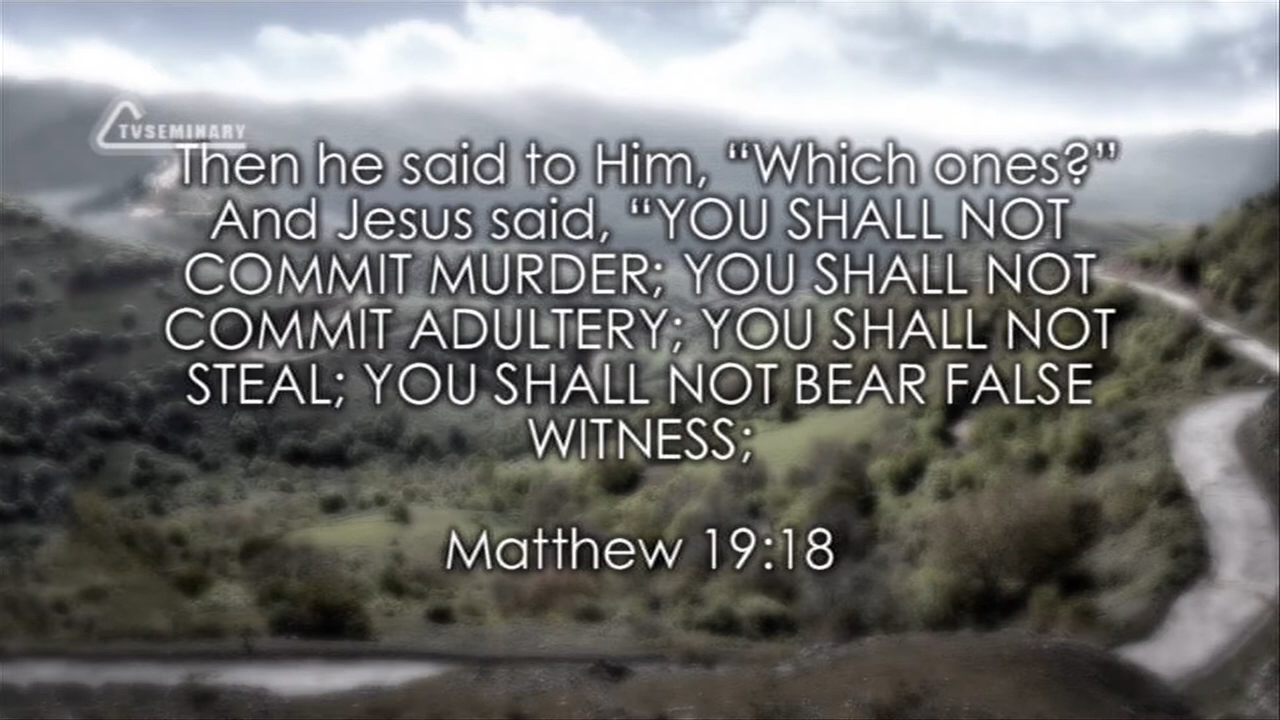 TVSEMINARY
Then he said to Him, “Which ones?”
And Jesus said, “YOU SHALL NOT
COMMIT MURDER; YOU SHALL NOT
COMMIT ADULTERY; YOU SHALL NOT
STEAL; YOU SHALL NOT BEAR FALSE
WITNESS;
Matthew 19:18